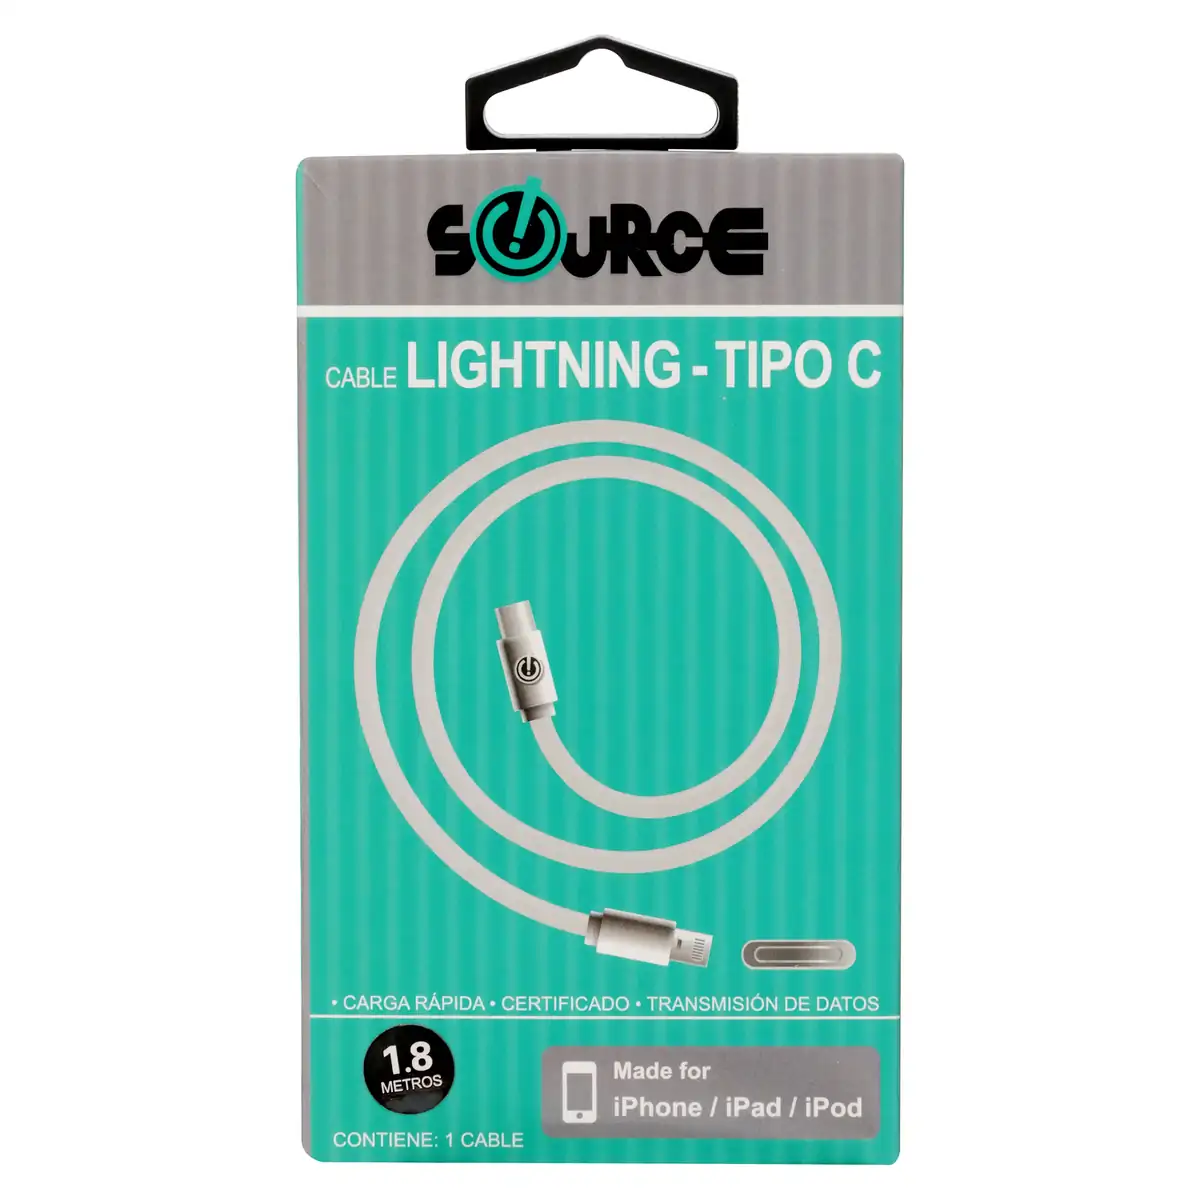 SOURCE
CABLE LIGHTNING - TIPO C
• CARGA RÁPIDA • CERTIFICADO • TRANSMISIÓN DE DATOS
1.8
METROS
Made for
iPhone / iPad / iPod
CONTIENE: 1 CABLE